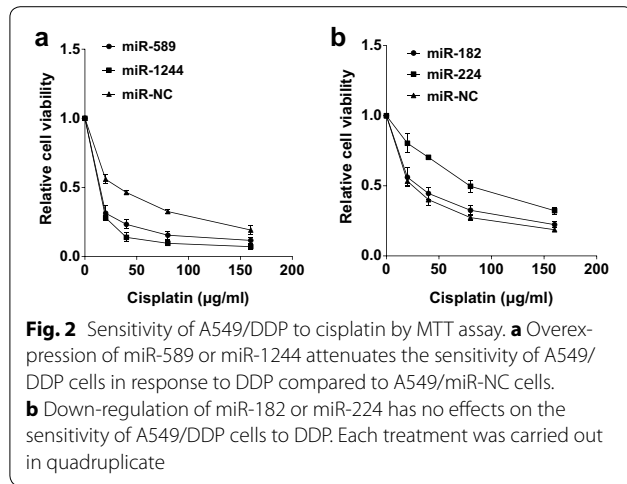 a
b
miR-589
miR-1244
miR-NC
Relative cell viability
1.5
1.0
0.5
0.0
0 50 100 150 200
Cisplatin (µg/ml)
miR-182
miR-224
miR-NC
Relative cell viability
1.5
1.0
0.5
0.0
0 50 100 150 200
Cisplatin (µg/ml)
Fig. 2 Sensitivity of A549/DDP to cisplatin by MTT assay. a Overex-
pression of miR-589 or miR-1244 attenuates the sensitivity of A549/
DDP cells in response to DDP compared to A549/miR-NC cells.
b Down-regulation of miR-182 or miR-224 has no effects on the
sensitivity of A549/DDP cells to DDP. Each treatment was carried out
in quadruplicate